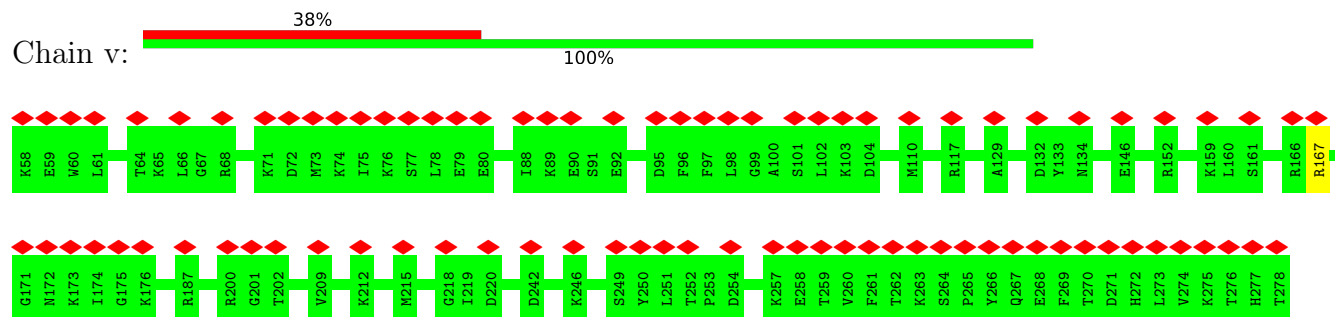 38%
Chain v:
100%
K58 E59 W60 L61 T64 K65 L66 G67 R68 K71 D72 M73 K74 I75 K76 S77 L78 E79 E80 I88 K89 E90 S91 E92 D95 F96 F97 L98 G99 A100 S101 L102 K103 D104 M110 R117 A129 D132 Y133 N134 E146 R152 K159 L160 S161 R166 R167
G171 N172 K173 I174 G175 K176 R187 R200 G201 T202 V209 K212 M215 G218 I219 D220 D242 K246 S249 Y250 L251 T252 P253 D254 K257 E258 T259 V260 F261 T262 K263 S264 P265 Y266 Q267 E268 F269 T270 D271 H272 L273 V274 K275 T276 H277 T278